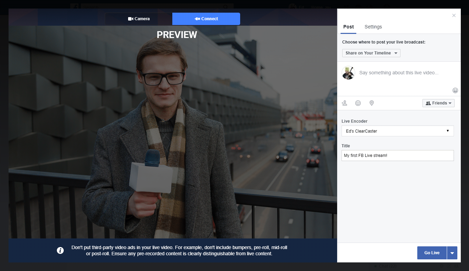 Camera
Connect
PREVIEW
Post
Settings
Choose where to post your live broadcast:
Share on Your Timeline
Say something about this live video...
Friends
Live Encoder
Ed's ClearCaster
Title
My first FB Live stream!
Don't put third-party video ads in your live video. For example, don't include bumpers, pre-roll, mid-roll
or post-roll. Ensure any pre-recorded content is clearly distinguishable from live content.
Go Live